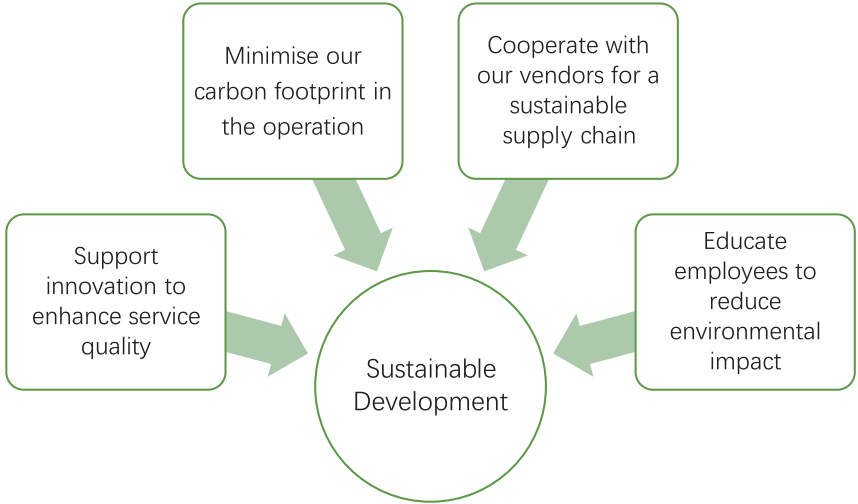 Minimise our
carbon footprint in
the operation
Cooperate with
our vendors for a
sustainable
supply chain
Support
innovation to
enhance service
quality
Educate
employees to
reduce
environmental
impact
Sustainable
Development